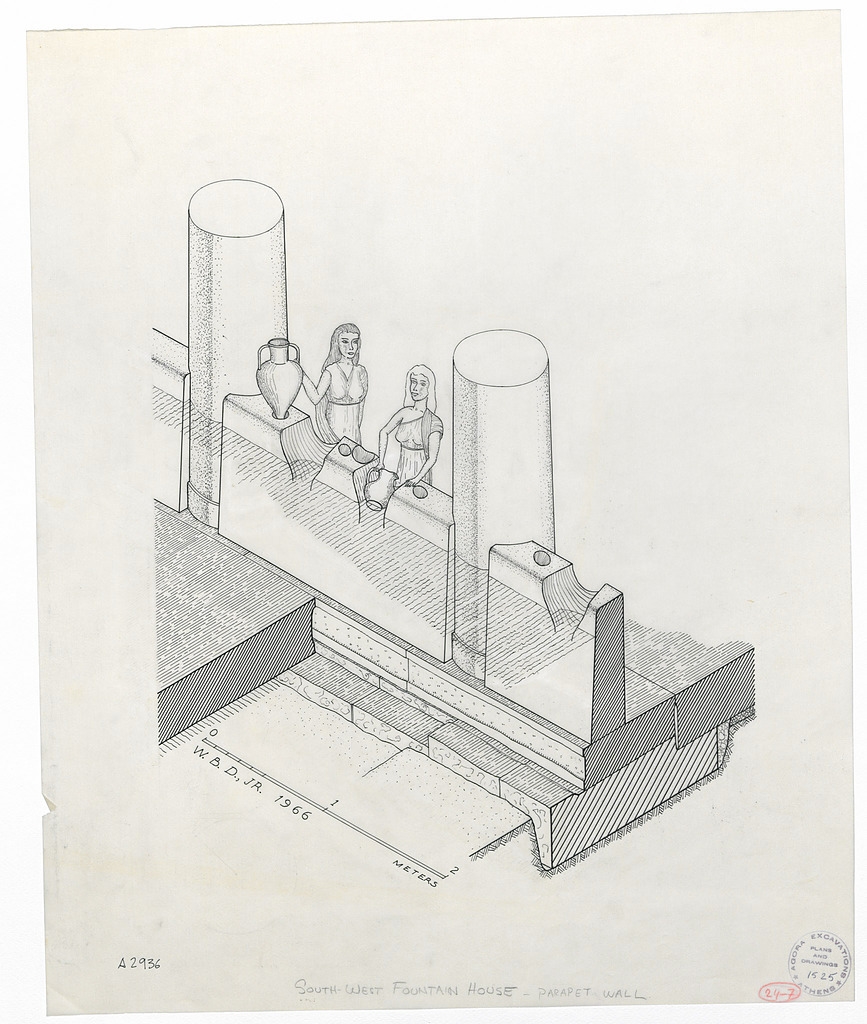 0
1
2
METERS
W. B. D., JR. 1966
A 2936
SOUTH-WEST FOUNTAIN HOUSE - PARAPET WALL
AGORA EXCAVATIONS
PLANS
AND
DRAWINGS
1525
ATHENS
24-7